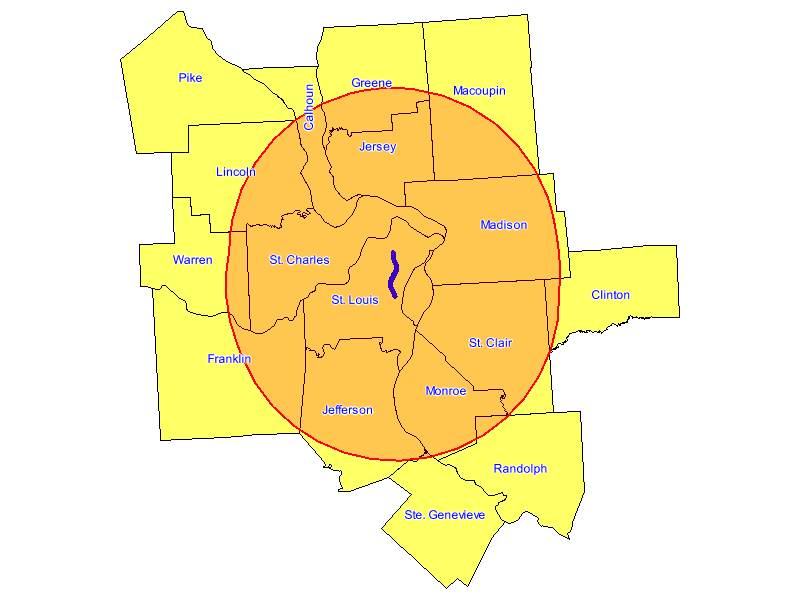 Pike
Greene
Macoupin
Calhoun
Jersey
Lincoln
Madison
Warren
St. Charles
Clinton
St. Louis
St. Clair
Franklin
Monroe
Jefferson
Randolph
Ste. Genevieve